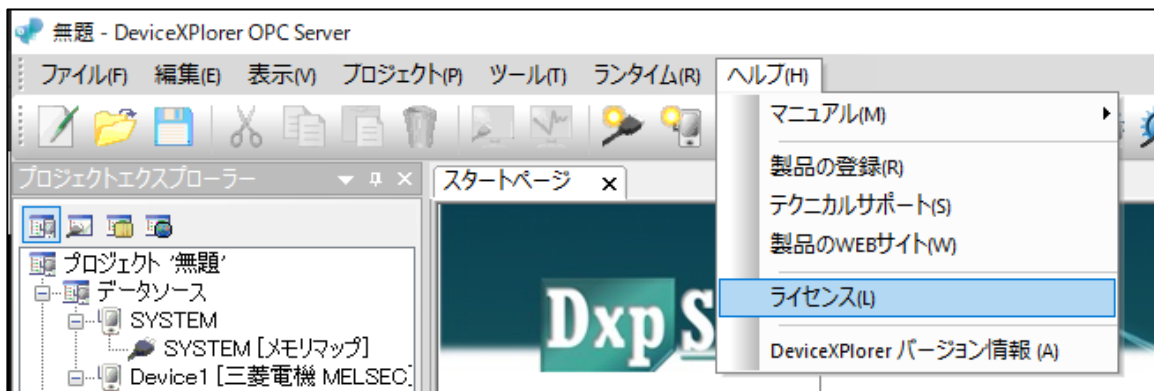 無題 - DeviceXPlorer OPC Server
ファイル(F) 編集(E) 表示(V) プロジェクト(P) ツール(T) ランタイム(R) ヘルプ(H)
マニュアル(M)
製品の登録(R)
テクニカルサポート(S)
製品のWEBサイト(W)
ライセンス(L)
DeviceXPlorer バージョン情報 (A)
プロジェクトエクスプローラー
スタートページ
プロジェクト '無題'
データソース
SYSTEM
SYSTEM [メモリマップ]
Device1 [三菱電機 MELSEC]
Dxp S